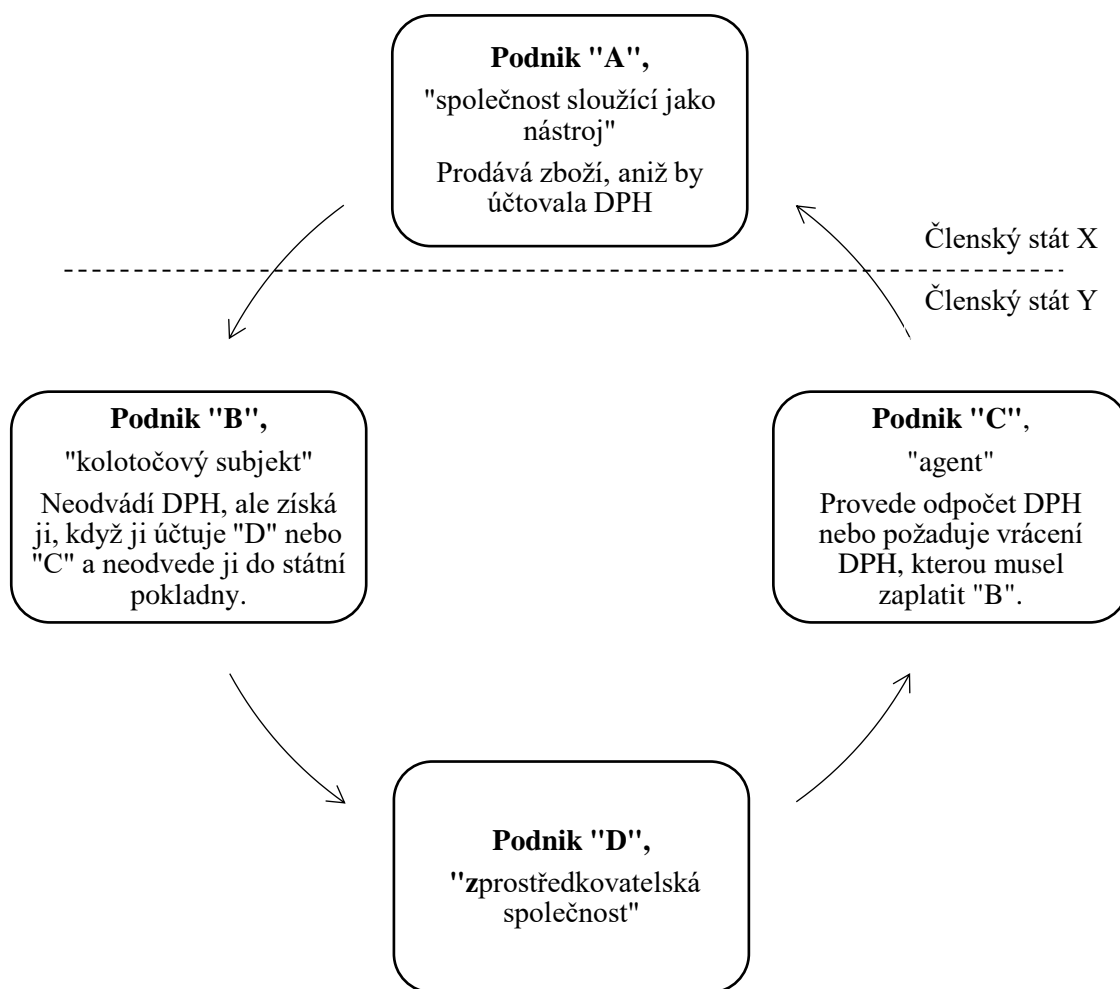 Podnik "A",
"společnost sloužící jako
nástroj"
Prodává zboží, aniž by
účtovala DPH
Členský stát X
Členský stát Y
Podnik "B",
"kolotočový subjekt"
Neodvádí DPH, ale získá
ji, když ji účtuje "D" nebo
"C" a neodvede ji do státní
pokladny.
Podnik "C",
"agent"
Provede odpočet DPH
nebo požaduje vrácení
DPH, kterou musel
zaplatit "B".
Podnik "D",
"zprostředkovatelská
společnost"